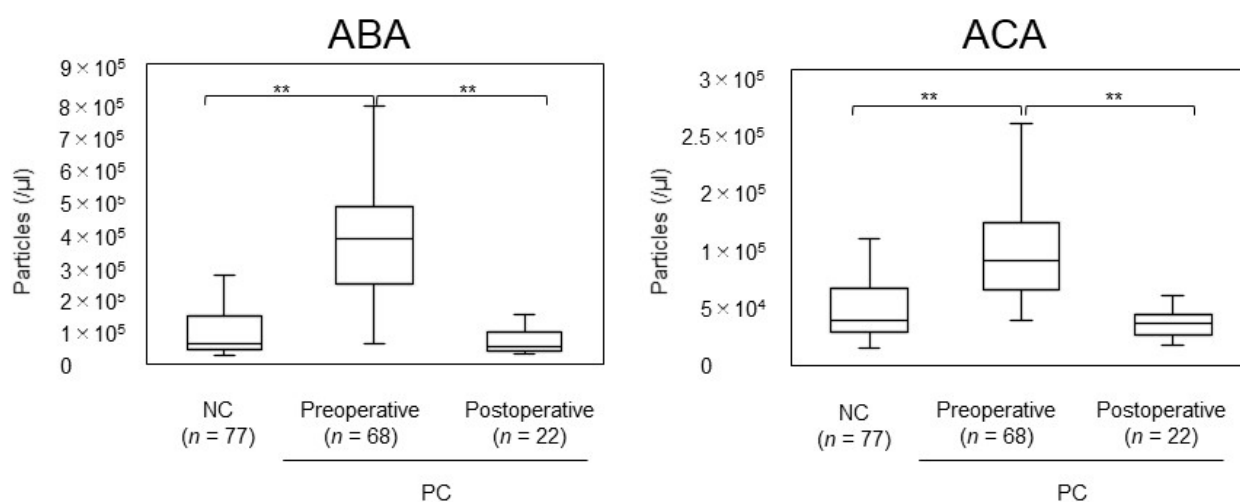 ABA
9 × 10⁵
8 × 10⁵
7 × 10⁵
6 × 10⁵
5 × 10⁵
4 × 10⁵
3 × 10⁵
2 × 10⁵
1 × 10⁵
0
Particles (/µl)
** **
NC Preoperative Postoperative
(n = 77) (n = 68) (n = 22)
PC
ACA
3 × 10⁵
2.5 × 10⁵
2 × 10⁵
1 × 10⁵
1 × 10⁴
5 × 10⁴
0
Particles (/µl)
** **
NC Preoperative Postoperative
(n = 77) (n = 68) (n = 22)
PC